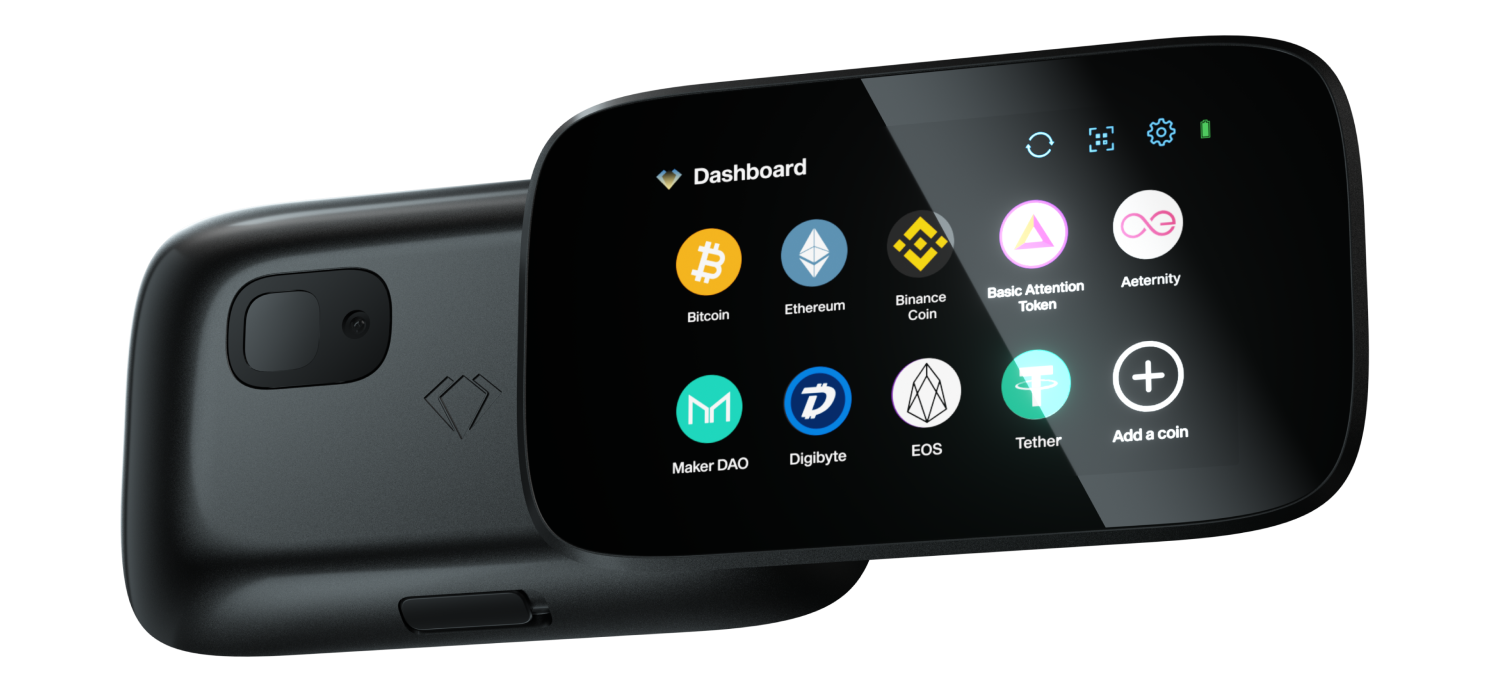 Dashboard
Bitcoin
Ethereum
Binance
Coin
Basic Attention
Token
Aeternity
Maker DAO
Digibyte
EOS
Tether
Add a coin